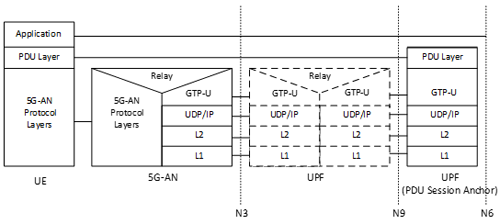 Application
PDU Layer
PDU Layer
Relay
Relay
5G-AN
Protocol
Layers
5G-AN
Protocol
Layers
GTP-U
GTP-U
GTP-U
GTP-U
UDP/IP
UDP/IP
UDP/IP
UDP/IP
L2
L2
L2
L2
L1
L1
L1
L1
UE
5G-AN
UPF
UPF
(PDU Session Anchor)
N3
N9
N6